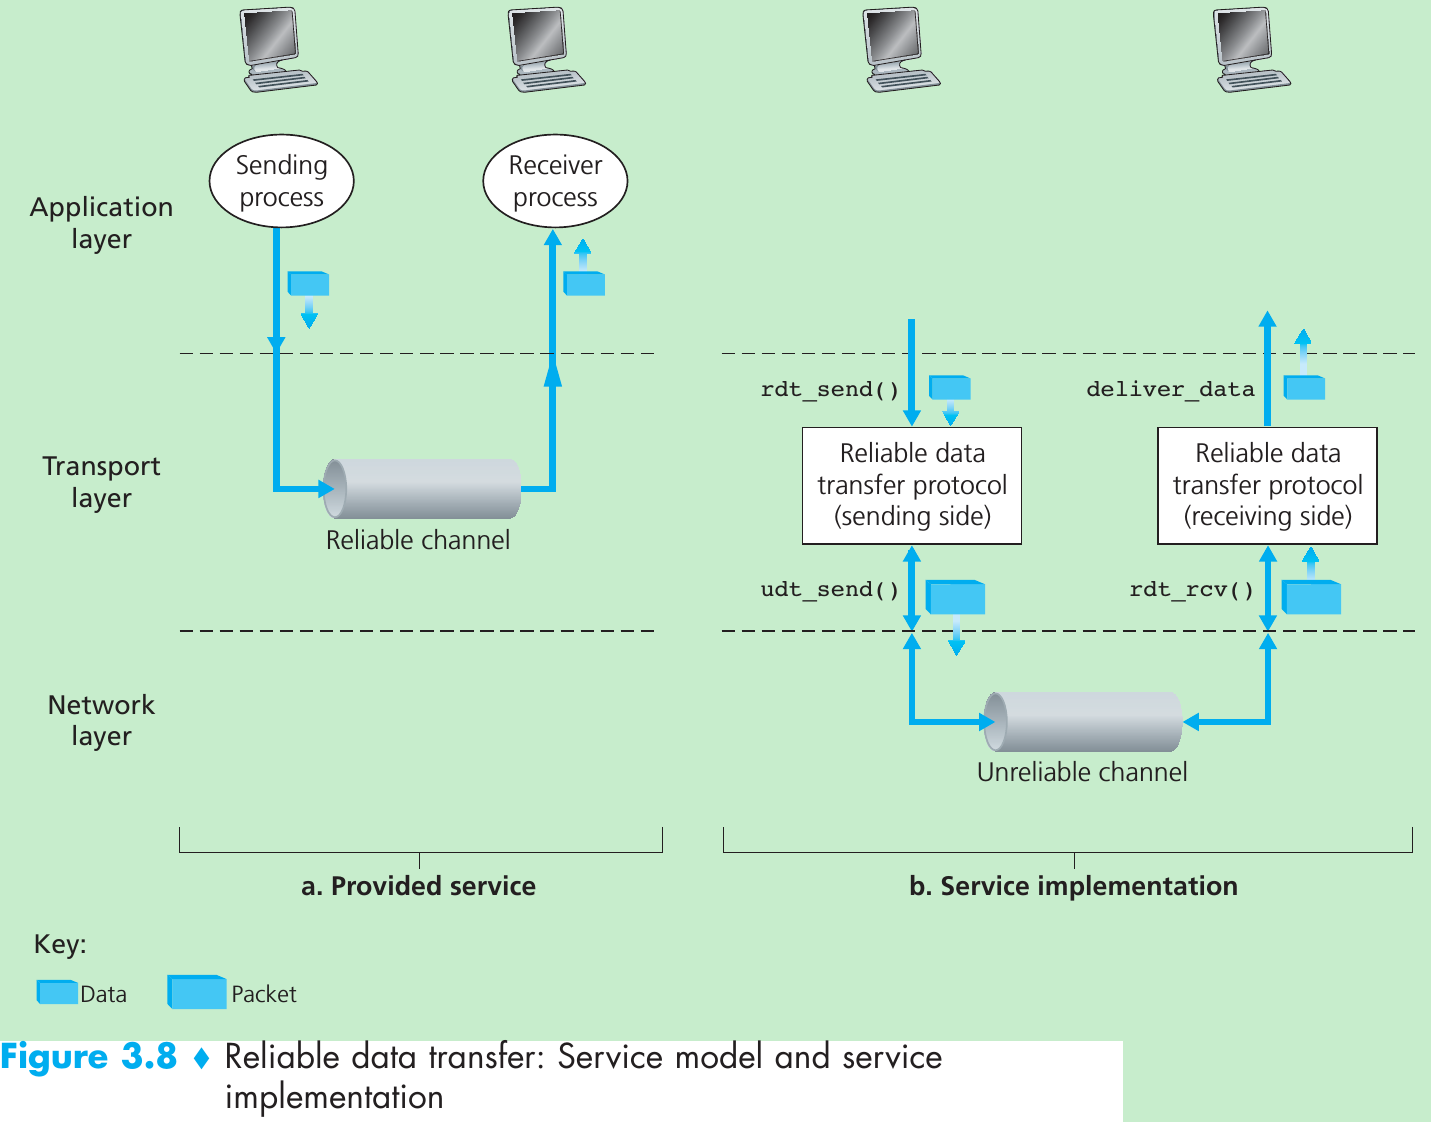 Sending
process
Receiver
process
Application
layer
rdt_send()
deliver_data
Transport
layer
Reliable data
transfer protocol
(sending side)
Reliable data
transfer protocol
(receiving side)
Reliable channel
udt_send()
rdt_rcv()
Network
layer
Unreliable channel
a. Provided service
b. Service implementation
Key:
Data
Packet
Figure 3.8 ♦ Reliable data transfer: Service model and service
implementation